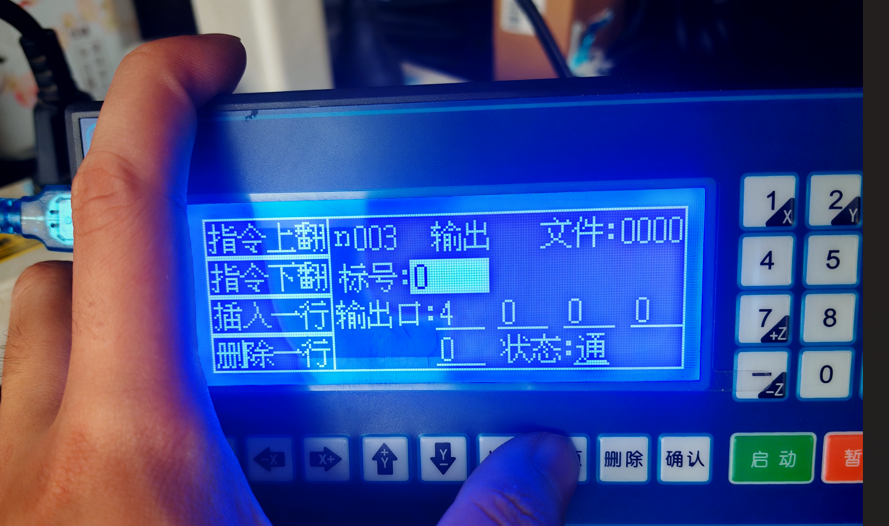 指令上翻 n003 输出 文件:0000
指令下翻 标号:0
插入一行 输出口:4 0 0 0
删除一行 0 状态:通
1 X 2 Y
4 5
7 +Z 8
— -Z 0
X X+ +Y Y- 删除 确认 启动 暂